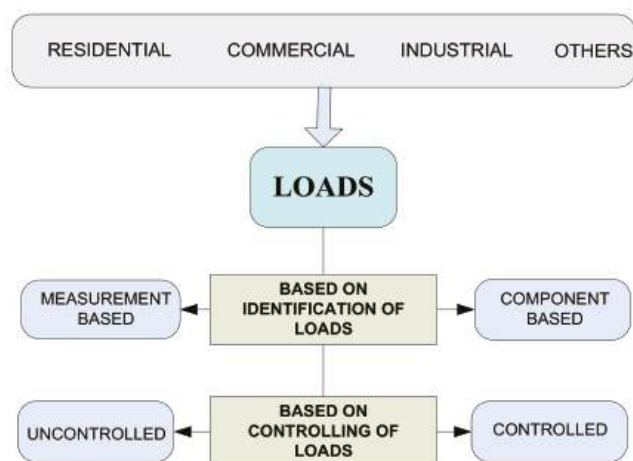 RESIDENTIAL COMMERCIAL INDUSTRIAL OTHERS
LOADS
MEASUREMENT
BASED
BASED ON
IDENTIFICATION OF
LOADS
COMPONENT
BASED
UNCONTROLLED
BASED ON
CONTROLLING OF
LOADS
CONTROLLED